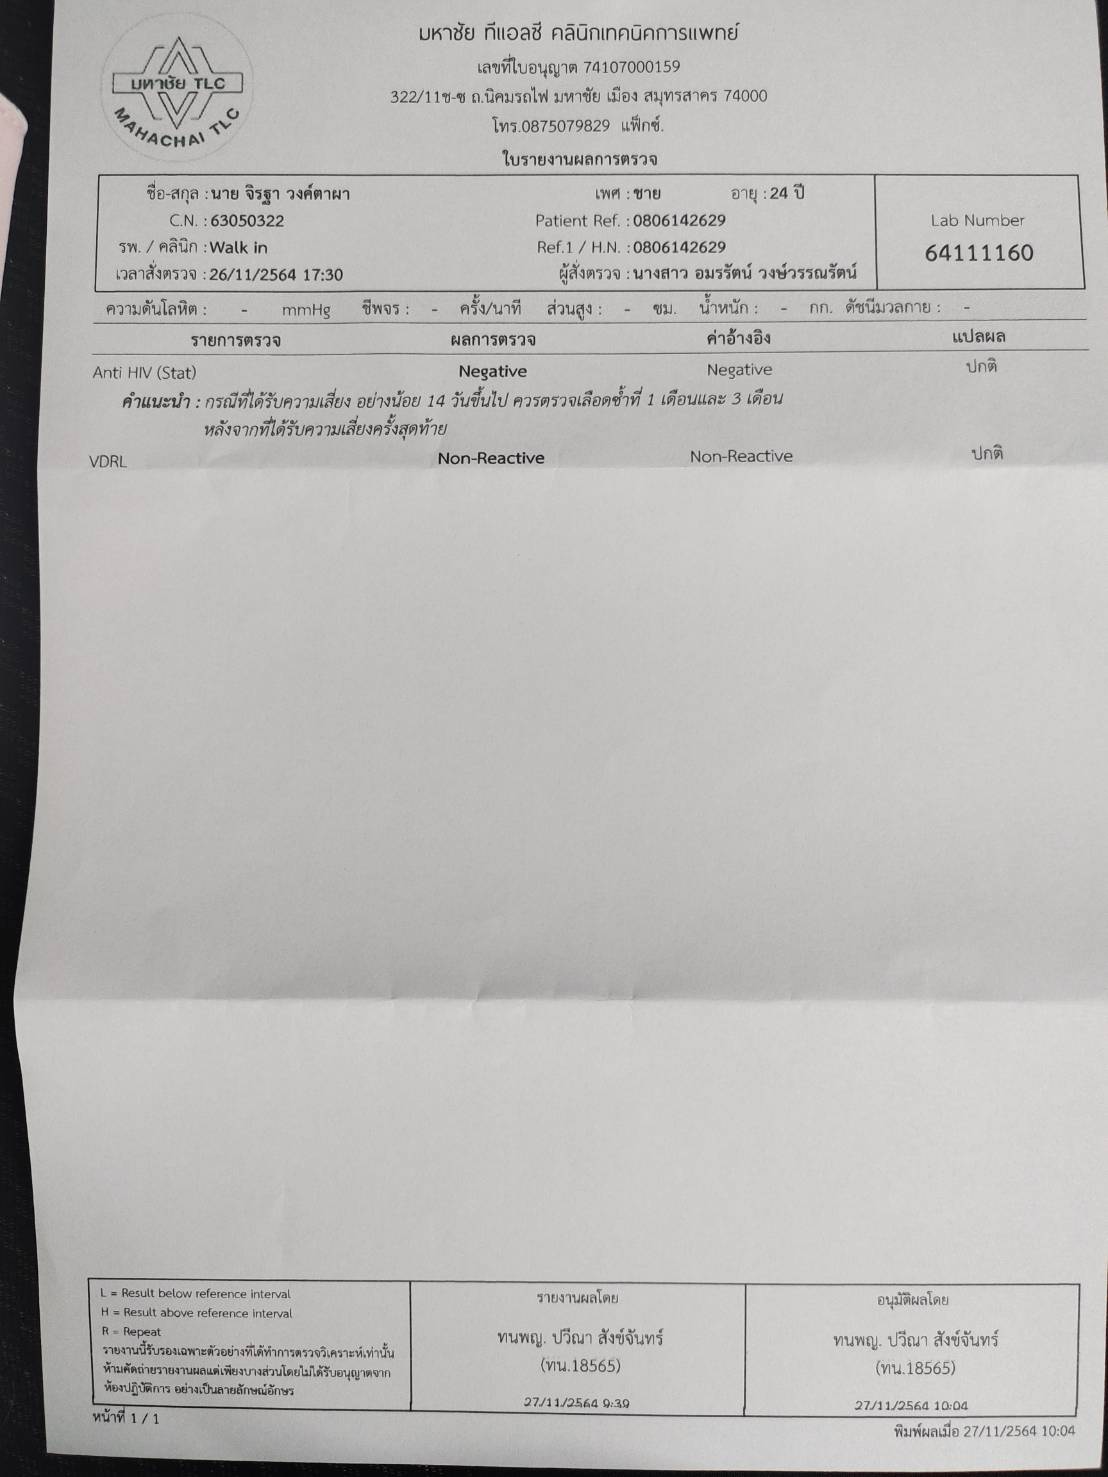 มหาชัย TLC
MAHACHAI TLC
มหาชัย ทีแอลซี คลินิกเทคนิคการแพทย์
เลขที่ใบอนุญาต 74107000159
322/11ช-ซ ถ.นิคมรถไฟ มหาชัย เมือง สมุทรสาคร 74000
โทร.0875079829 แฟ็กซ์.
ใบรายงานผลการตรวจ
ชื่อ-สกุล : นาย จิรฐา วงค์ตาผา เพศ : ชาย อายุ : 24 ปี
C.N. : 63050322 Patient Ref. : 0806142629 Lab Number
รพ. / คลินิก : Walk in Ref.1 / H.N. : 0806142629 64111160
เวลาสั่งตรวจ : 26/11/2564 17:30 ผู้สั่งตรวจ : นางสาว อมรรัตน์ วงษ์วรรณรัตน์
ความดันโลหิต : - mmHg ชีพจร : - ครั้ง/นาที ส่วนสูง : - ซม. น้ำหนัก : - กก. ดัชนีมวลกาย : -
รายการตรวจ ผลการตรวจ ค่าอ้างอิง แปลผล
Anti HIV (Stat) Negative Negative ปกติ
คำแนะนำ : กรณีที่ได้รับความเสี่ยง อย่างน้อย 14 วันขึ้นไป ควรตรวจเลือดซ้ำที่ 1 เดือนและ 3 เดือน
หลังจากที่ได้รับความเสี่ยงครั้งสุดท้าย
VDRL Non-Reactive Non-Reactive ปกติ
L = Result below reference interval
H = Result above reference interval
R = Repeat
รายงานนี้รับรองเฉพาะตัวอย่างที่ได้ทำการตรวจวิเคราะห์เท่านั้น
ห้ามคัดถ่ายรายงานผลแต่เพียงบางส่วนโดยไม่ได้รับอนุญาตจาก
ห้องปฏิบัติการ อย่างเป็นลายลักษณ์อักษร
รายงานผลโดย
ทนพญ. ปวีณา สังข์จันทร์
(ทน.18565)
27/11/2564 9:39
อนุมัติผลโดย
ทนพญ. ปวีณา สังข์จันทร์
(ทน.18565)
27/11/2564 10:04
หน้าที่ 1 / 1
พิมพ์ผลเมื่อ 27/11/2564 10:04